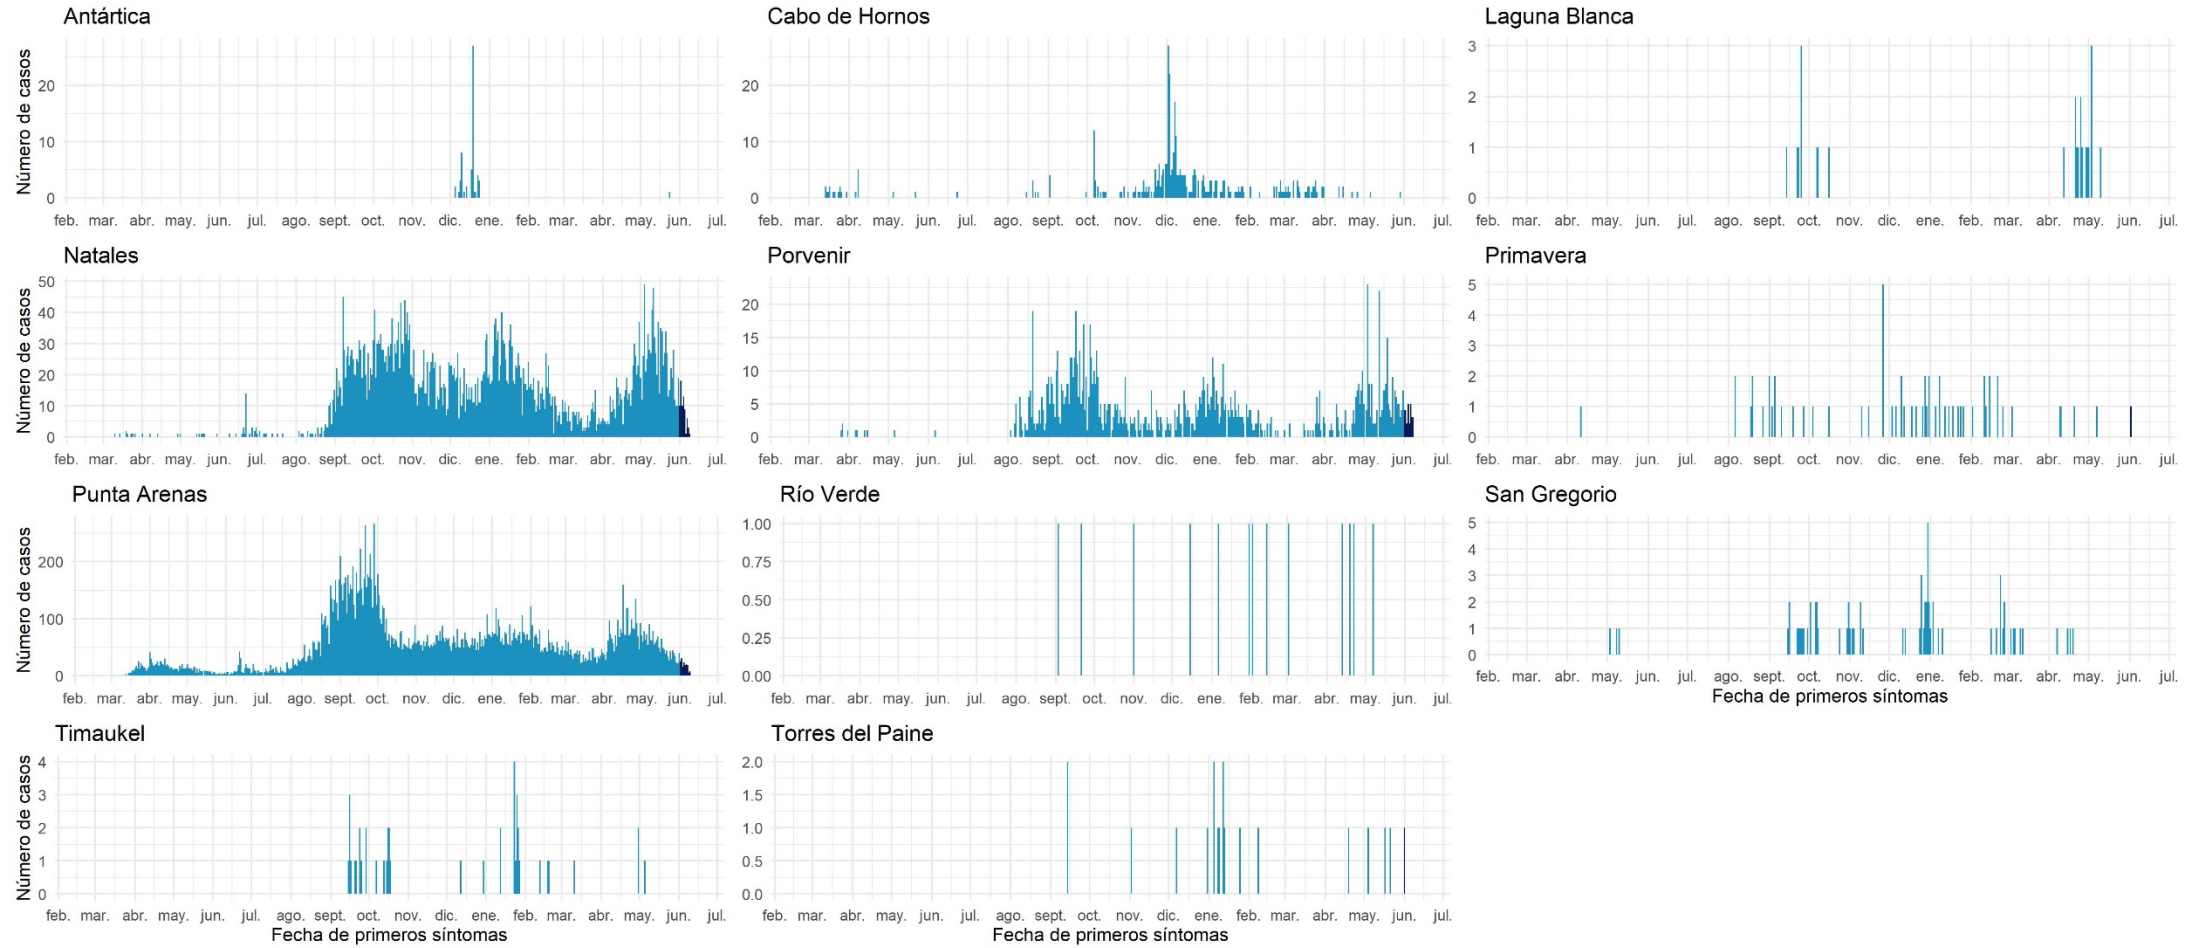 Antártica
Número de casos
20
10
0
feb. mar. abr. may. jun. jul. ago. sept. oct. nov. dic. ene. feb. mar. abr. may. jun. jul.
Cabo de Hornos
20
10
0
feb. mar. abr. may. jun. jul. ago. sept. oct. nov. dic. ene. feb. mar. abr. may. jun. jul.
Laguna Blanca
3
2
1
0
feb. mar. abr. may. jun. jul. ago. sept. oct. nov. dic. ene. feb. mar. abr. may. jun. jul.
Natales
Número de casos
50
40
30
20
10
0
feb. mar. abr. may. jun. jul. ago. sept. oct. nov. dic. ene. feb. mar. abr. may. jun. jul.
Porvenir
20
15
10
5
0
feb. mar. abr. may. jun. jul. ago. sept. oct. nov. dic. ene. feb. mar. abr. may. jun. jul.
Primavera
5
4
3
2
1
0
feb. mar. abr. may. jun. jul. ago. sept. oct. nov. dic. ene. feb. mar. abr. may. jun. jul.
Punta Arenas
Número de casos
200
100
0
feb. mar. abr. may. jun. jul. ago. sept. oct. nov. dic. ene. feb. mar. abr. may. jun. jul.
Río Verde
1.00
0.75
0.50
0.25
0.00
feb. mar. abr. may. jun. jul. ago. sept. oct. nov. dic. ene. feb. mar. abr. may. jun. jul.
San Gregorio
5
4
3
2
1
0
feb. mar. abr. may. jun. jul. ago. sept. oct. nov. dic. ene. feb. mar. abr. may. jun. jul.
Fecha de primeros síntomas
Timaukel
Número de casos
4
3
2
1
0
feb. mar. abr. may. jun. jul. ago. sept. oct. nov. dic. ene. feb. mar. abr. may. jun. jul.
Fecha de primeros síntomas
Torres del Paine
2.0
1.5
1.0
0.5
0.0
feb. mar. abr. may. jun. jul. ago. sept. oct. nov. dic. ene. feb. mar. abr. may. jun. jul.
Fecha de primeros síntomas